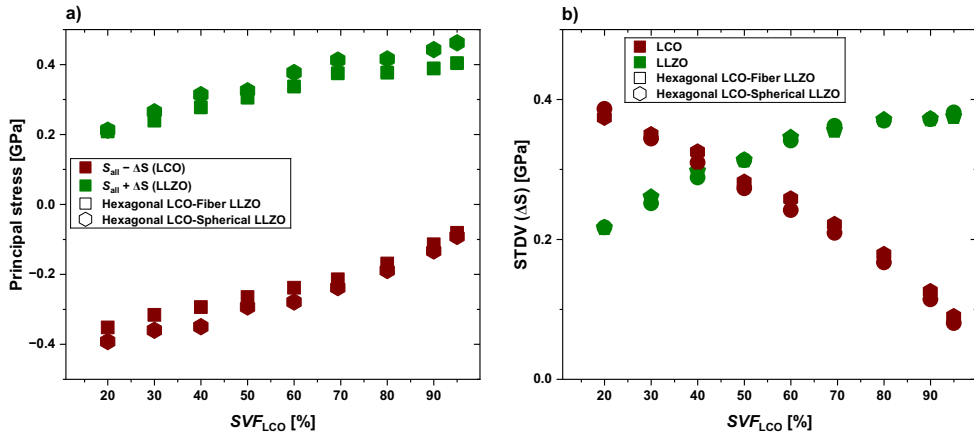 a)
Principal stress [GPa]
0.4
0.2
0.0
−0.2
−0.4
S_all − ΔS (LCO)
S_all + ΔS (LLZO)
Hexagonal LCO-Fiber LLZO
Hexagonal LCO-Spherical LLZO
20 30 40 50 60 70 80 90
SVF_LCO [%]
b)
STDV (ΔS) [GPa]
0.4
0.2
0.0
LCO
LLZO
Hexagonal LCO-Fiber LLZO
Hexagonal LCO-Spherical LLZO
20 30 40 50 60 70 80 90
SVF_LCO [%]